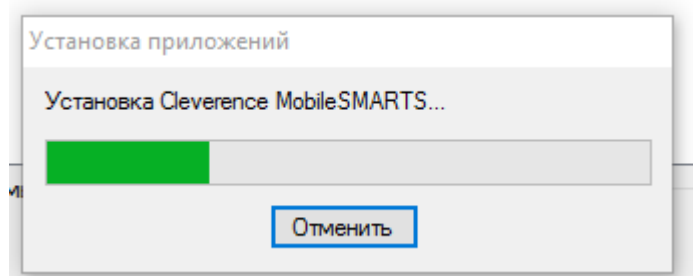 Установка приложений
Установка Cleverence MobileSMARTS...
Отменить